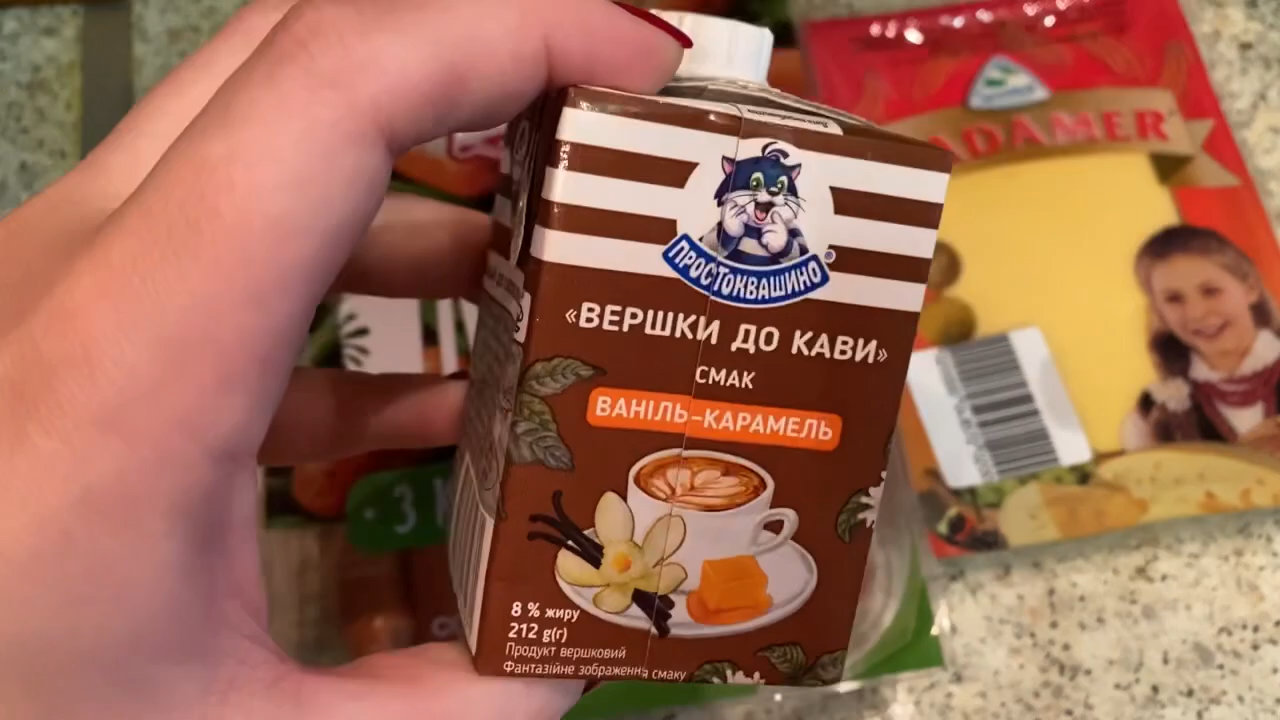 ПРОСТОКВАШИНО
«ВЕРШКИ ДО КАВИ»
СМАК
ВАНІЛЬ-КАРАМЕЛЬ
8 % жиру
212 g(г)
Продукт вершковий
Фантазійне зображення смаку
ADAMER
З